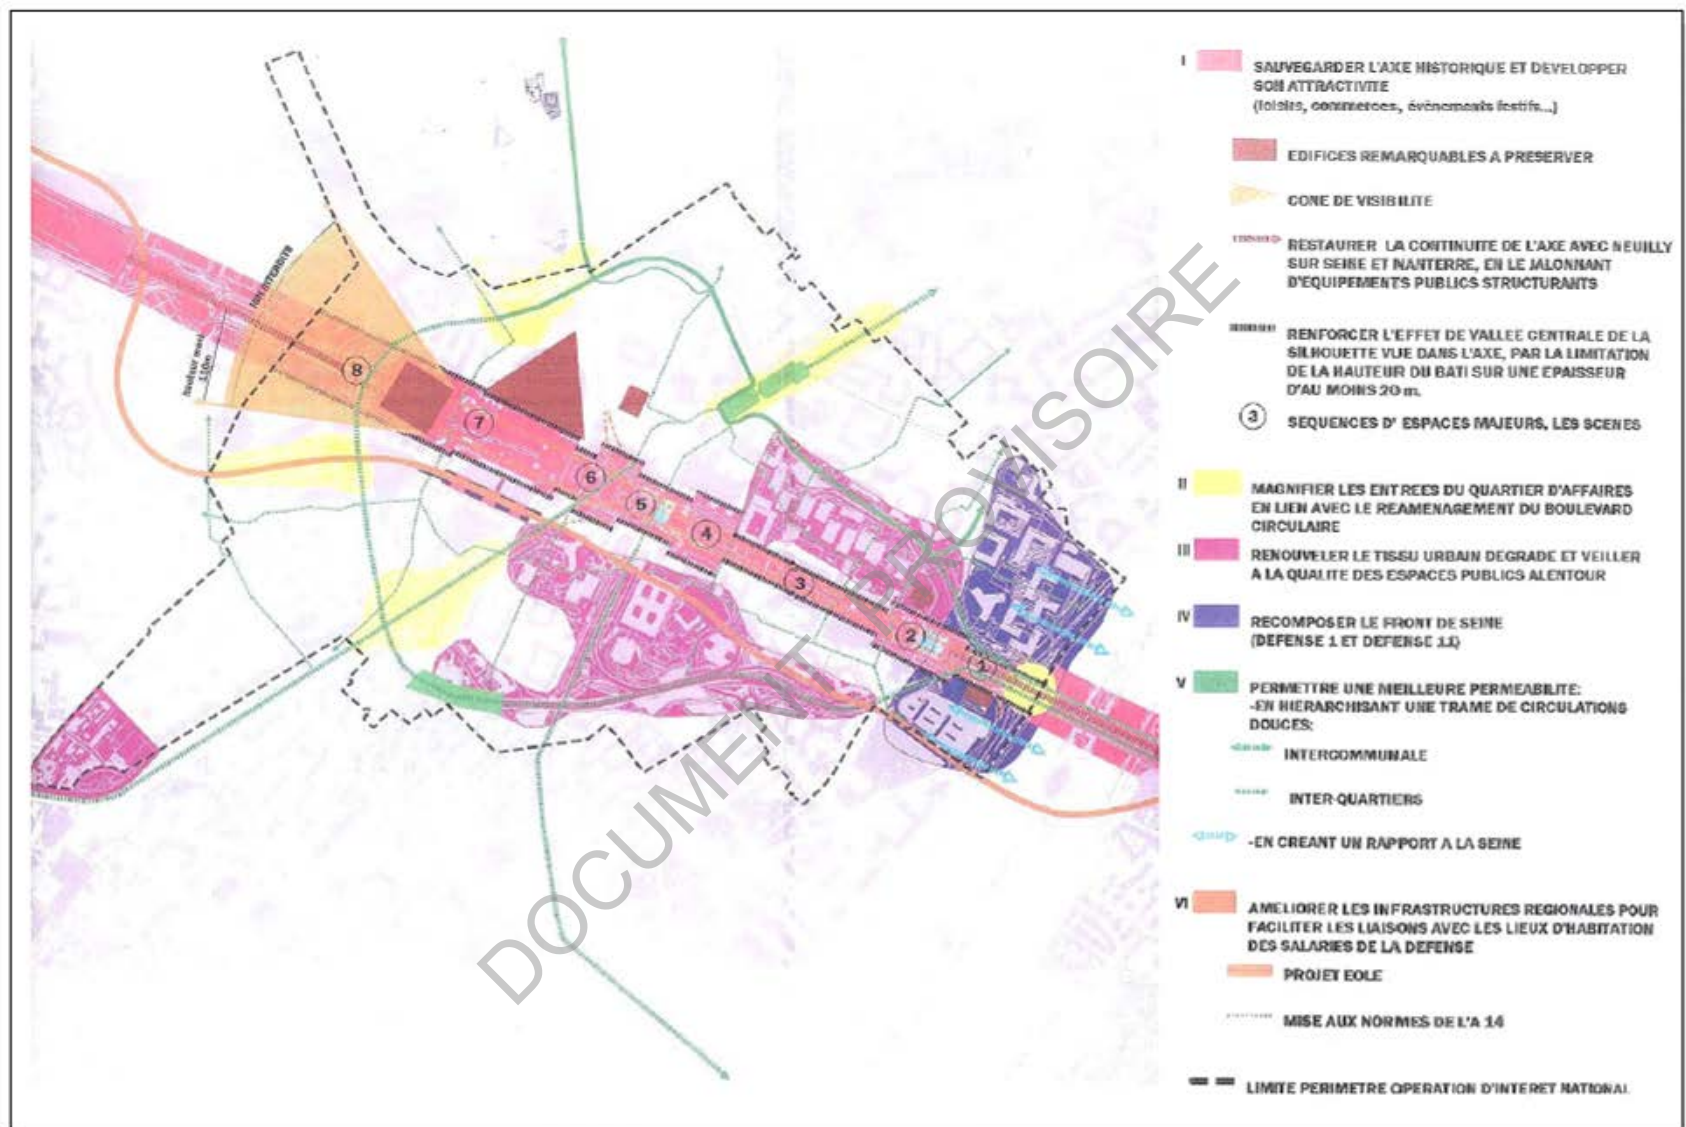 I
SAUVEGARDER L'AXE HISTORIQUE ET DEVELOPPER
SON ATTRACTIVITE
(loisirs, commerces, évènements festifs...)
EDIFICES REMARQUABLES A PRESERVER
CONE DE VISIBILITE
RESTAURER LA CONTINUITE DE L'AXE AVEC NEUILLY
SUR SEINE ET NANTERRE, EN LE JALONNANT
D'EQUIPEMENTS PUBLICS STRUCTURANTS
RENFORCER L'EFFET DE VALLEE CENTRALE DE LA
SILHOUETTE VUE DANS L'AXE, PAR LA LIMITATION
DE LA HAUTEUR DU BATI SUR UNE EPAISSEUR
D'AU MOINS 20 m.
3 SEQUENCES D' ESPACES MAJEURS, LES SCENES
II
MAGNIFIER LES ENTREES DU QUARTIER D'AFFAIRES
EN LIEN AVEC LE REAMENAGEMENT DU BOULEVARD
CIRCULAIRE
III
RENOUVELER LE TISSU URBAIN DEGRADE ET VEILLER
A LA QUALITE DES ESPACES PUBLICS ALENTOUR
IV
RECOMPOSER LE FRONT DE SEINE
(DEFENSE 1 ET DEFENSE 11)
V
PERMETTRE UNE MEILLEURE PERMEABILITE:
-EN HIERARCHISANT UNE TRAME DE CIRCULATIONS
DOUCES:
INTERCOMMUNALE
INTER-QUARTIERS
-EN CREANT UN RAPPORT A LA SEINE
VI
AMELIORER LES INFRASTRUCTURES REGIONALES POUR
FACILITER LES LIAISONS AVEC LES LIEUX D'HABITATION
DES SALARIES DE LA DEFENSE
PROJET EOLE
MISE AUX NORMES DE L'A 14
LIMITE PERIMETRE OPERATION D'INTERET NATIONAL
8
7
6
5
4
3
2
1
DOCUMENT PROVISOIRE